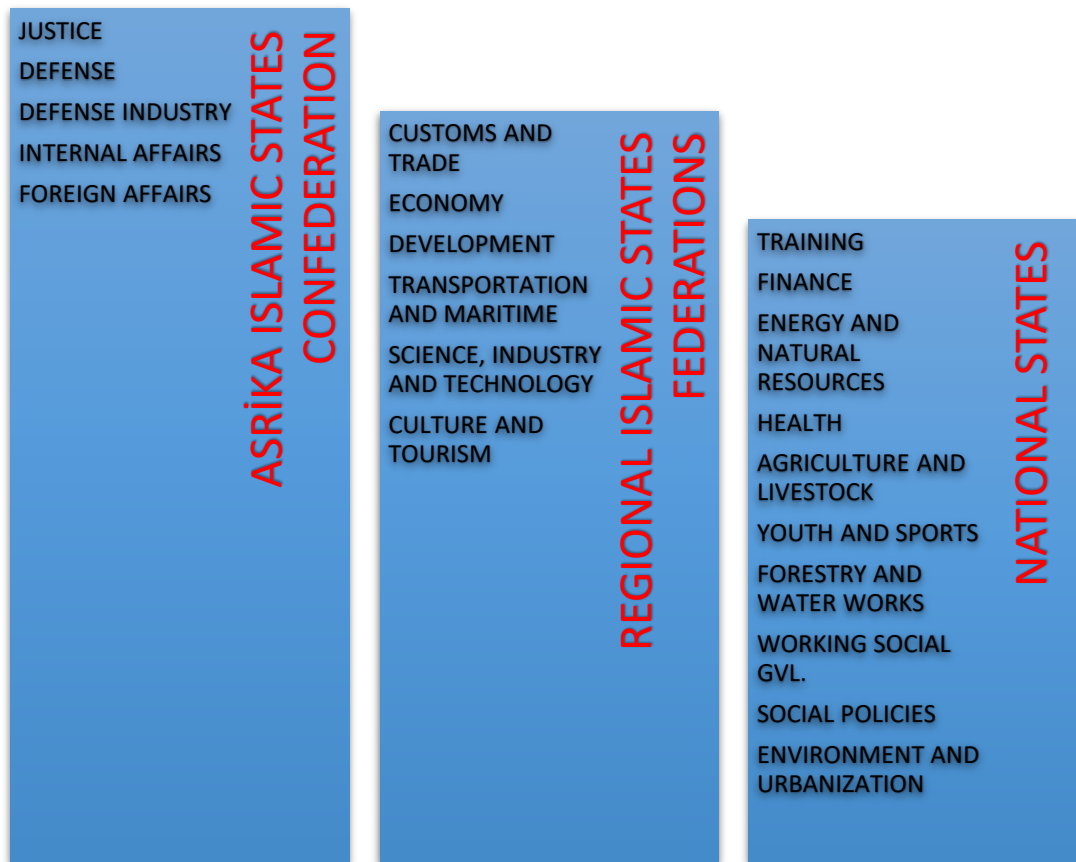 JUSTICE
DEFENSE
DEFENSE INDUSTRY
INTERNAL AFFAIRS
FOREIGN AFFAIRS
ASRİKA ISLAMIC STATES
CONFEDERATION
CUSTOMS AND
TRADE
ECONOMY
DEVELOPMENT
TRANSPORTATION
AND MARITIME
SCIENCE, INDUSTRY
AND TECHNOLOGY
CULTURE AND
TOURISM
REGIONAL ISLAMIC STATES
FEDERATIONS
TRAINING
FINANCE
ENERGY AND
NATURAL
RESOURCES
HEALTH
AGRICULTURE AND
LIVESTOCK
YOUTH AND SPORTS
FORESTRY AND
WATER WORKS
WORKING SOCIAL
GVL.
SOCIAL POLICIES
ENVIRONMENT AND
URBANIZATION
NATIONAL STATES